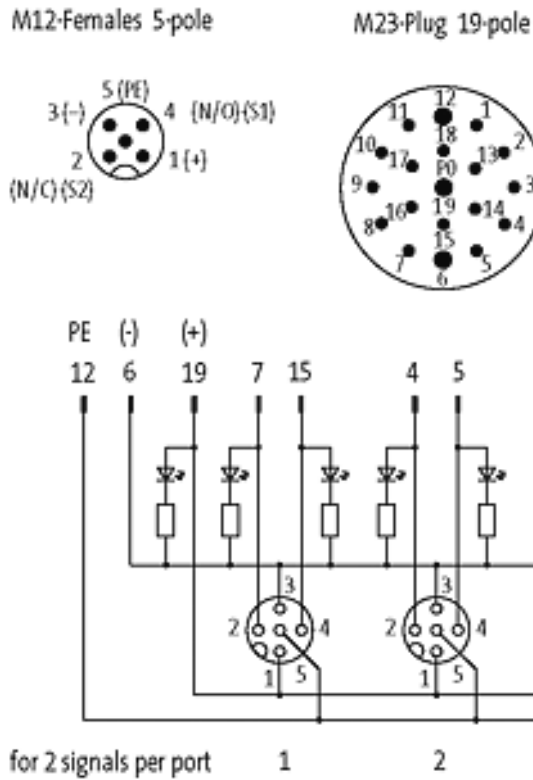 M12-Females 5-pole
M23-Plug 19-pole
5 (PE)
3 (-)
4 (N/O) (S1)
2
1 (+)
(N/C) (S2)
12
11
1
18
10
2
17
13
P0
9
3
16
19
14
8
4
15
7
5
6
PE (-) (+)
12 6 19 7 15 4 5
3 3
2 4 2 4
1 5 1 5
for 2 signals per port 1 2